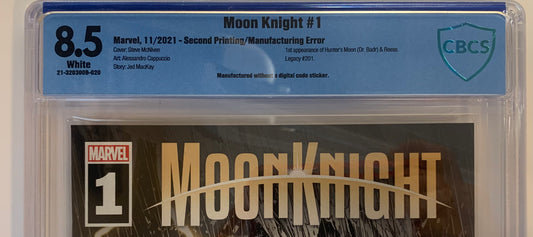 Moon Knight #1
8.5
White
21-3283009-020
Marvel, 11/2021 - Second Printing/Manufacturing Error
Cover: Steve McNiven
Art: Alessandro Cappuccio
Story: Jed MacKay
1st appearance of Hunter's Moon (Dr. Badr) & Reese.
Legacy #201.
Manufactured without a digital code sticker.
CBCS
MARVEL
1
MOONKNIGHT